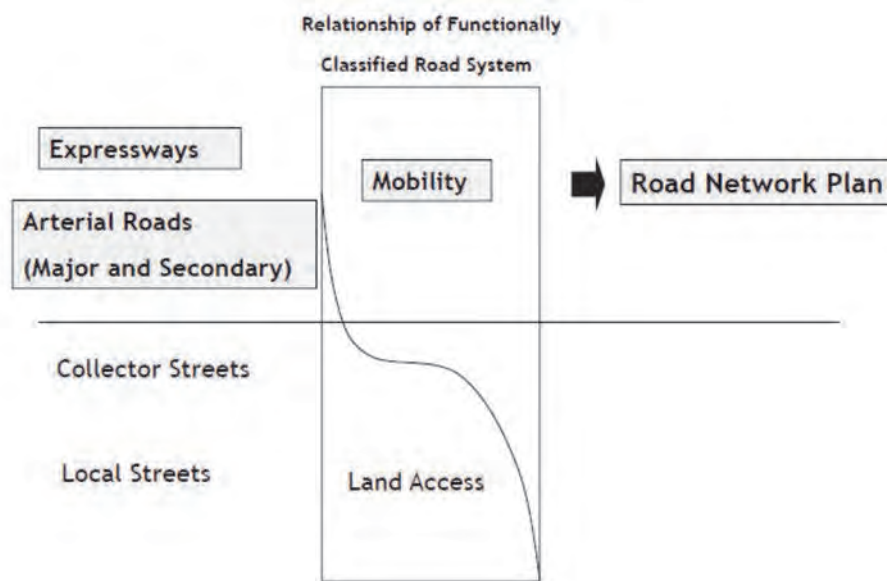 Relationship of Functionally
Classified Road System
Expressways
Mobility
Road Network Plan
Arterial Roads
(Major and Secondary)
Collector Streets
Local Streets
Land Access